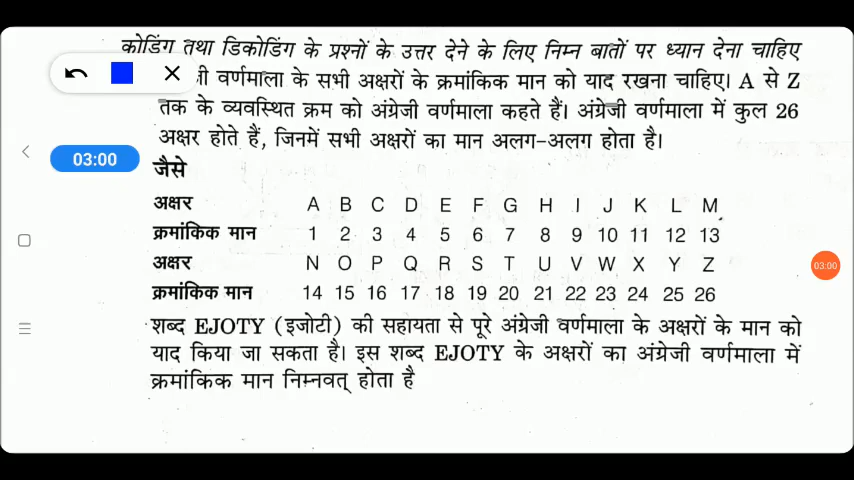 कोडिंग तथा डिकोडिंग के प्रश्नों के उत्तर देने के लिए निम्न बातों पर ध्यान देना चाहिए
वर्णमाला के सभी अक्षरों के क्रमांकिक मान को याद रखना चाहिए। A से Z
तक के व्यवस्थित क्रम को अंग्रेजी वर्णमाला कहते हैं। अंग्रेजी वर्णमाला में कुल 26
अक्षर होते हैं, जिनमें सभी अक्षरों का मान अलग-अलग होता है।
03:00
जैसे
अक्षर A B C D E F G H I J K L M
क्रमांकिक मान 1 2 3 4 5 6 7 8 9 10 11 12 13
अक्षर N O P Q R S T U V W X Y Z
03:00
क्रमांकिक मान 14 15 16 17 18 19 20 21 22 23 24 25 26
शब्द EJOTY (इजोटी) की सहायता से पूरे अंग्रेजी वर्णमाला के अक्षरों के मान को
याद किया जा सकता है। इस शब्द EJOTY के अक्षरों का अंग्रेजी वर्णमाला में
क्रमांकिक मान निम्नवत् होता है